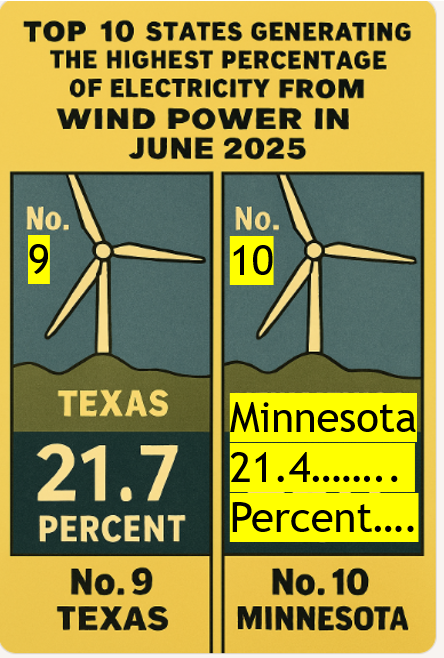 TOP 10 STATES GENERATING
THE HIGHEST PERCENTAGE
OF ELECTRICITY FROM
WIND POWER IN
JUNE 2025
No.
9
TEXAS
21.7
PERCENT
No. 9
TEXAS
No.
10
Minnesota
21.4........
Percent....
No. 10
MINNESOTA